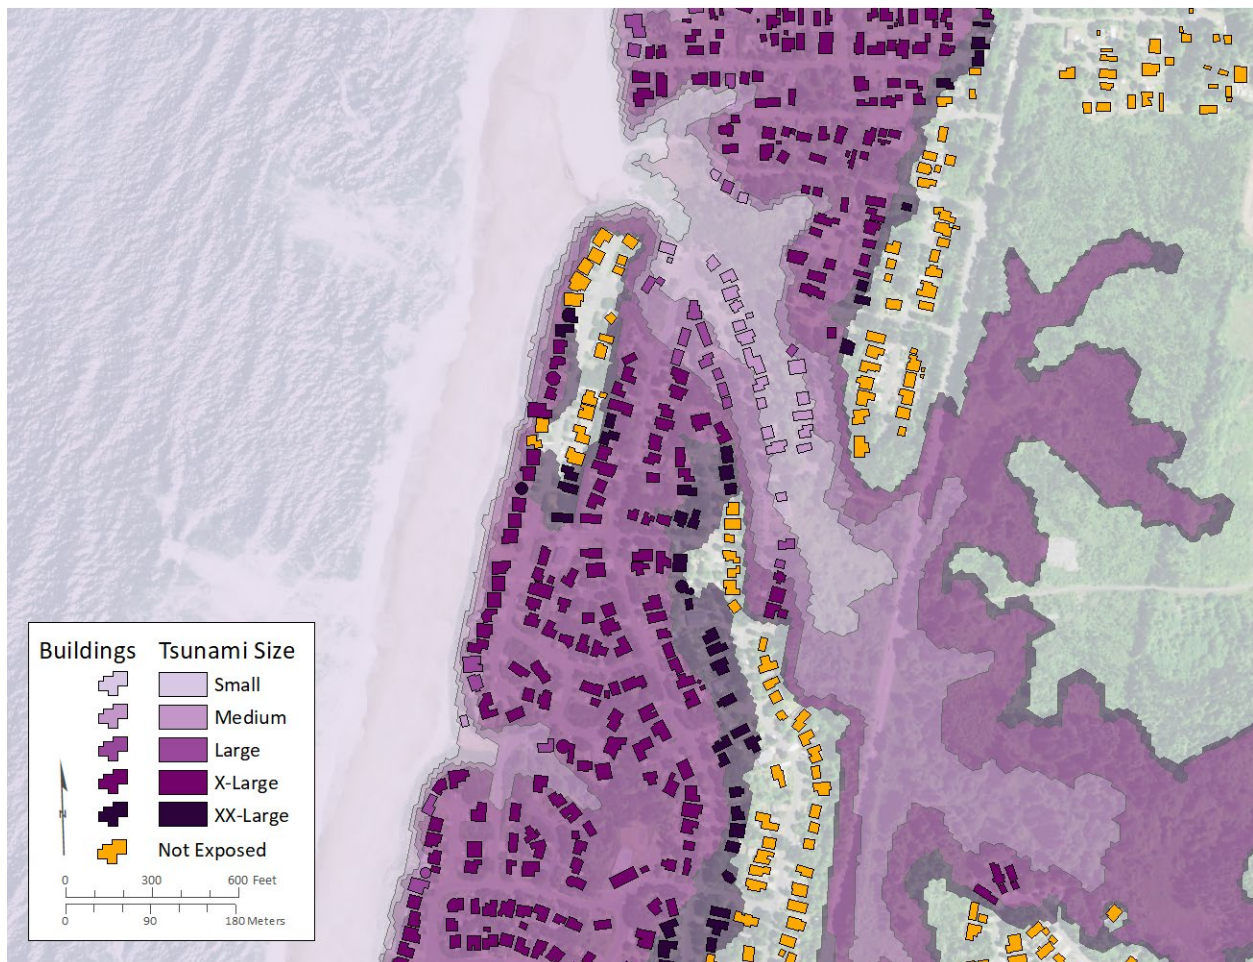 Buildings Tsunami Size
Small
Medium
Large
X-Large
XX-Large
Not Exposed
N
0 300 600 Feet
0 90 180 Meters